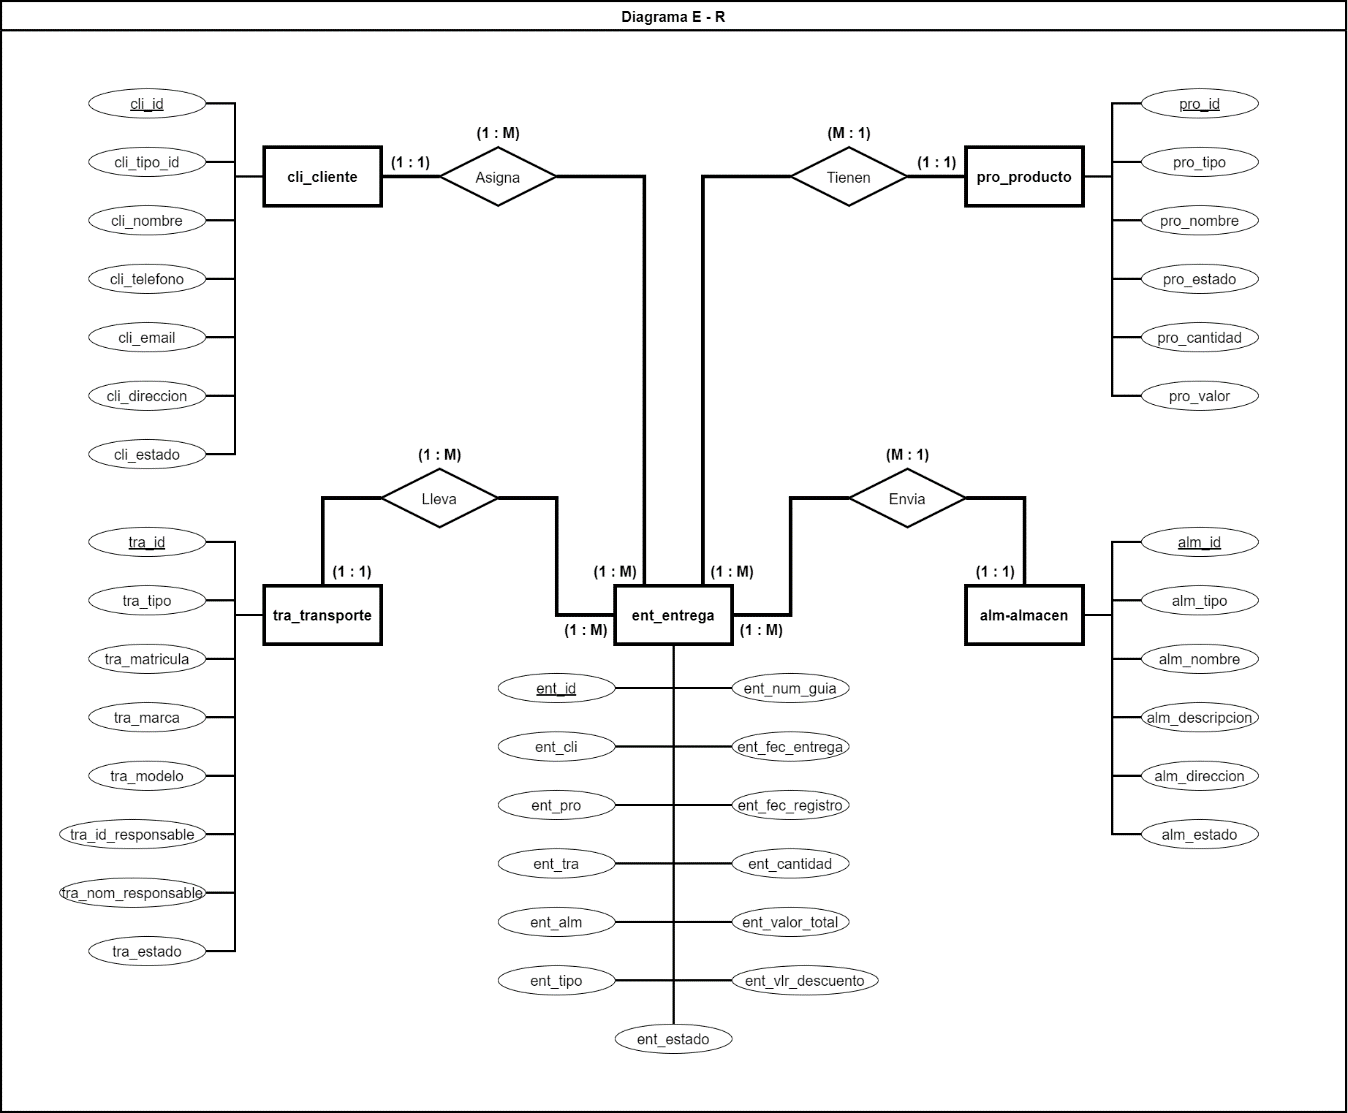 Diagrama E - R
cli_id
cli_tipo_id
cli_nombre
cli_telefono
cli_email
cli_direccion
cli_estado
cli_cliente
(1 : 1)
(1 : M)
Asigna
(M : 1)
Tienen
(1 : 1)
pro_producto
pro_id
pro_tipo
pro_nombre
pro_estado
pro_cantidad
pro_valor
(1 : M)
Lleva
(1 : 1)
tra_transporte
tra_id
tra_tipo
tra_matricula
tra_marca
tra_modelo
tra_id_responsable
tra_nom_responsable
tra_estado
(M : 1)
Envia
(1 : 1)
alm-almacen
alm_id
alm_tipo
alm_nombre
alm_descripcion
alm_direccion
alm_estado
(1 : M)
(1 : M)
ent_entrega
(1 : M)
(1 : M)
ent_id
ent_num_guia
ent_cli
ent_fec_entrega
ent_pro
ent_fec_registro
ent_tra
ent_cantidad
ent_alm
ent_valor_total
ent_tipo
ent_vlr_descuento
ent_estado